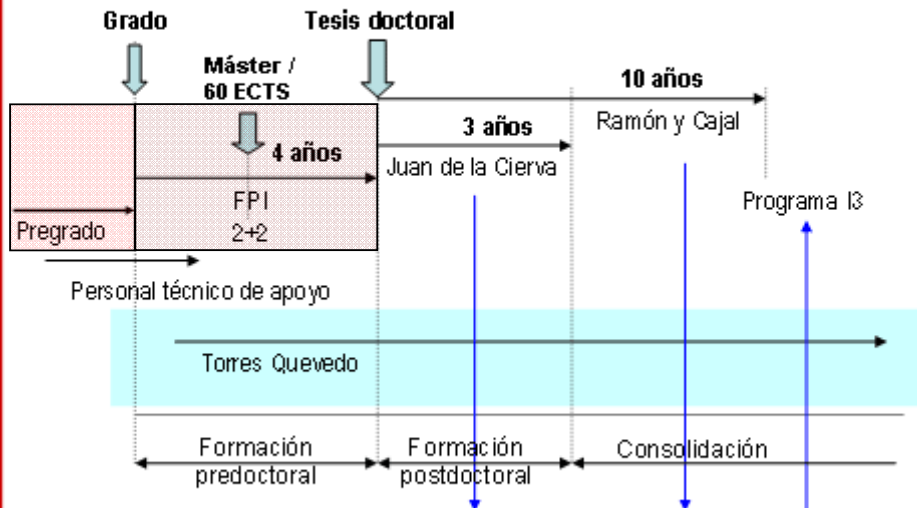 Grado
Tesis doctoral
Máster /
60 ECTS
10 años
Ramón y Cajal
3 años
Juan de la Cierva
4 años
FPI
2+2
Programa I3
Pregrado
Personal técnico de apoyo
Torres Quevedo
Formación
predoctoral
Formación
postdoctoral
Consolidación